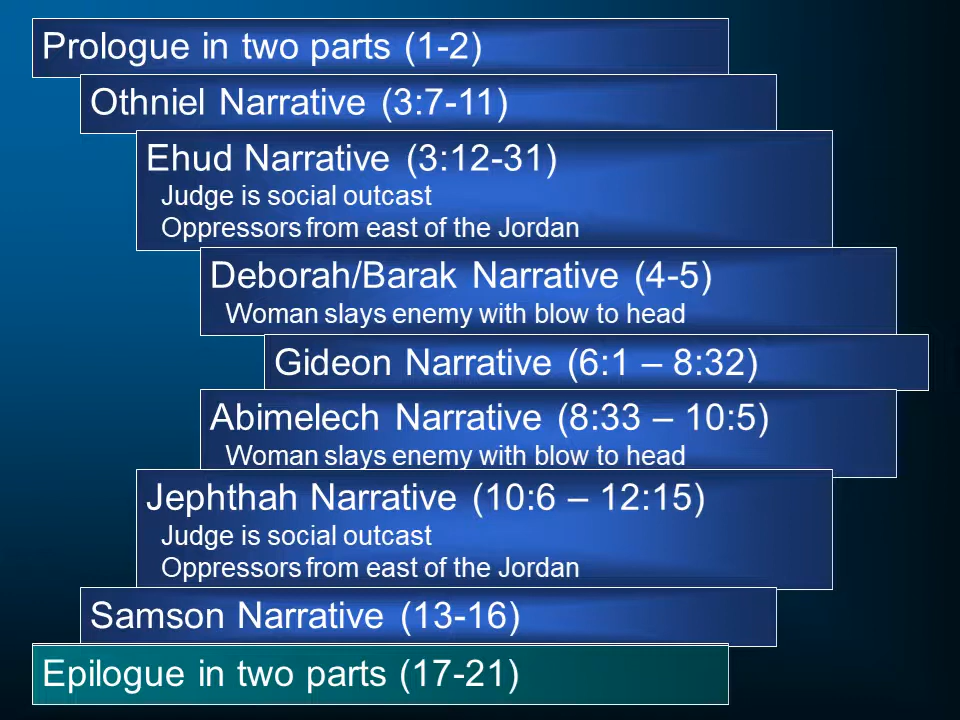 Prologue in two parts (1-2)
Othniel Narrative (3:7-11)
Ehud Narrative (3:12-31)
Judge is social outcast
Oppressors from east of the Jordan
Deborah/Barak Narrative (4-5)
Woman slays enemy with blow to head
Gideon Narrative (6:1 – 8:32)
Abimelech Narrative (8:33 – 10:5)
Woman slays enemy with blow to head
Jephthah Narrative (10:6 – 12:15)
Judge is social outcast
Oppressors from east of the Jordan
Samson Narrative (13-16)
Epilogue in two parts (17-21)